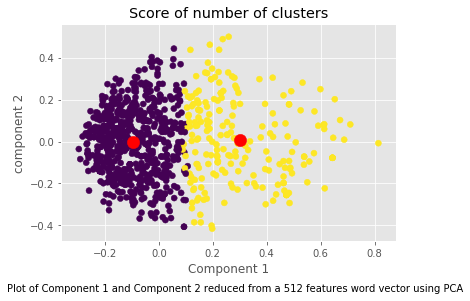 Score of number of clusters
0.4
0.2
0.0
−0.2
−0.4
component 2
−0.2
0.0
0.2
0.4
0.6
0.8
Component 1
Plot of Component 1 and Component 2 reduced from a 512 features word vector using PCA